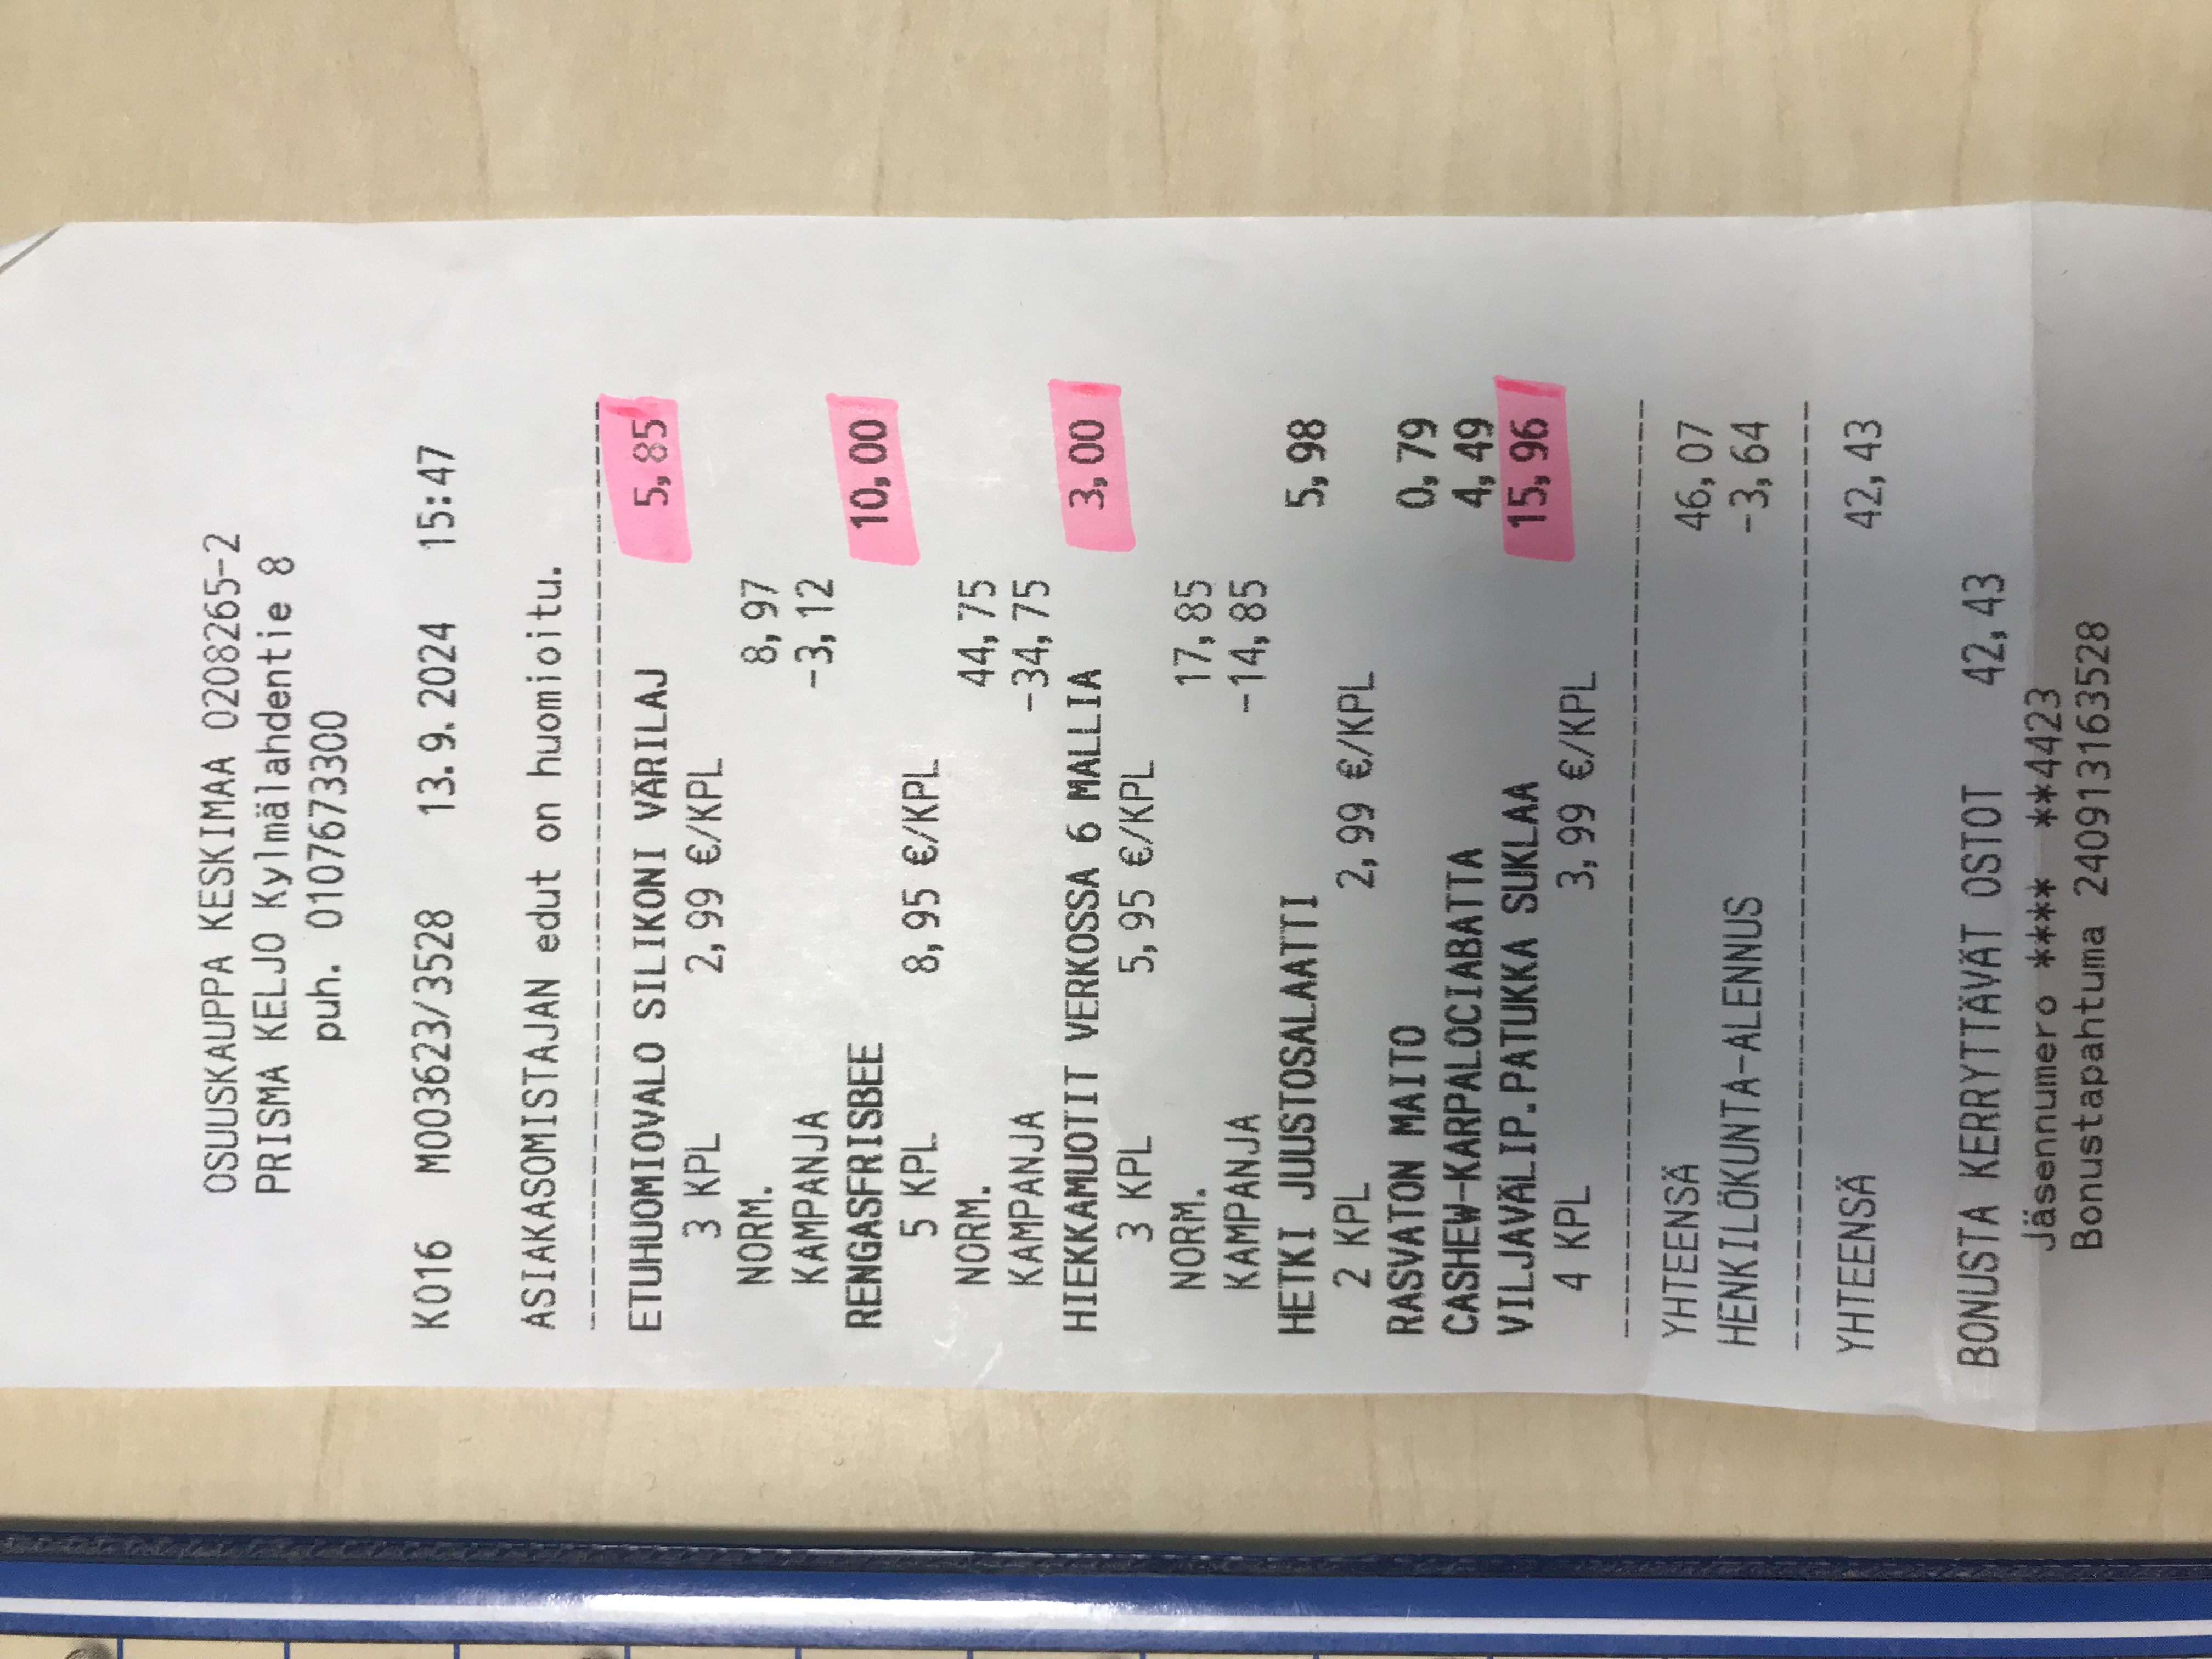 OSUUSKAUPPA KESKIMAA 0208265-2
PRISMA KELJO Kylmälahdentie 8
puh. 0107673300
K016 M003623/3528 13.9.2024 15:47
ASIAKASOMISTAJAN edut on huomioitu.
ETUHUOMIOVALO SILIKONI VÄRILAJ 5,85
3 KPL 2,99 €/KPL
NORM. 8,97
KAMPANJA -3,12
RENGASFRISBEE 10,00
5 KPL 8,95 €/KPL
NORM. 44,75
KAMPANJA -34,75
HIEKKAMUOTIT VERKOSSA 6 MALLIA 3,00
3 KPL 5,95 €/KPL
NORM. 17,85
KAMPANJA -14,85
HETKI JUUSTOSALAATTI 5,98
2 KPL 2,99 €/KPL
RASVATON MAITO 0,79
CASHEW-KARPALOCIABATTA 4,49
VILJAVÄLIP.PATUKKA SUKLAA 15,96
4 KPL 3,99 €/KPL
YHTEENSÄ 46,07
HENKILÖKUNTA-ALENNUS -3,64
YHTEENSÄ 42,43
BONUSTA KERRYTTÄVÄT OSTOT 42,43
Jäsennumero **** **4423
Bonustapahtuma 240913163528